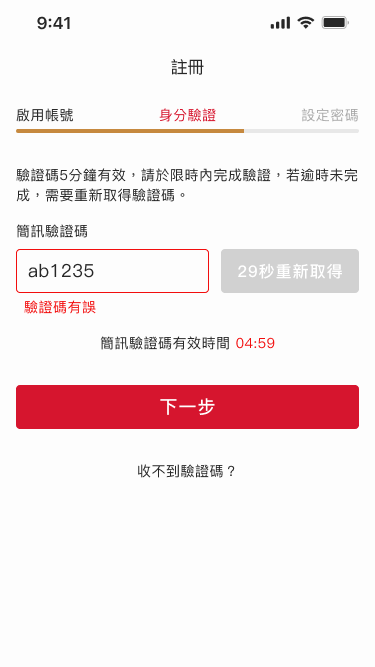 9:41
註冊
啟用帳號 身分驗證 設定密碼
驗證碼5分鐘有效，請於限時內完成驗證，若逾時未完
成，需要重新取得驗證碼。
簡訊驗證碼
ab1235 29秒重新取得
驗證碼有誤
簡訊驗證碼有效時間 04:59
下一步
收不到驗證碼？